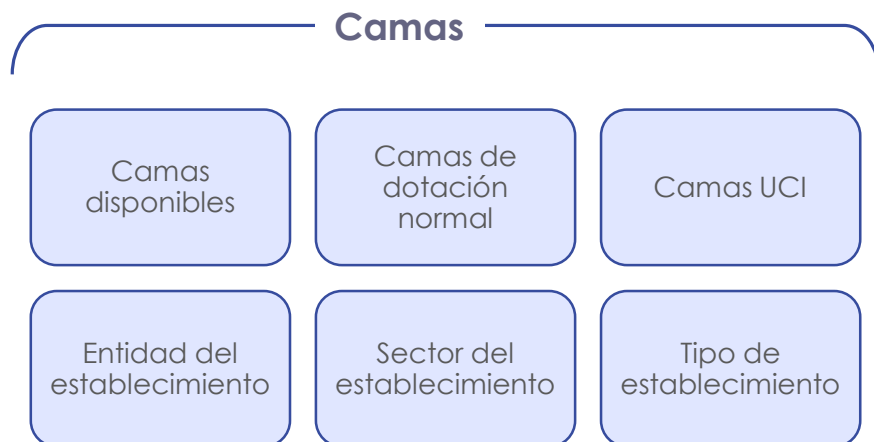 Camas
Camas
disponibles
Camas de
dotación
normal
Camas UCI
Entidad del
establecimiento
Sector del
establecimiento
Tipo de
establecimiento